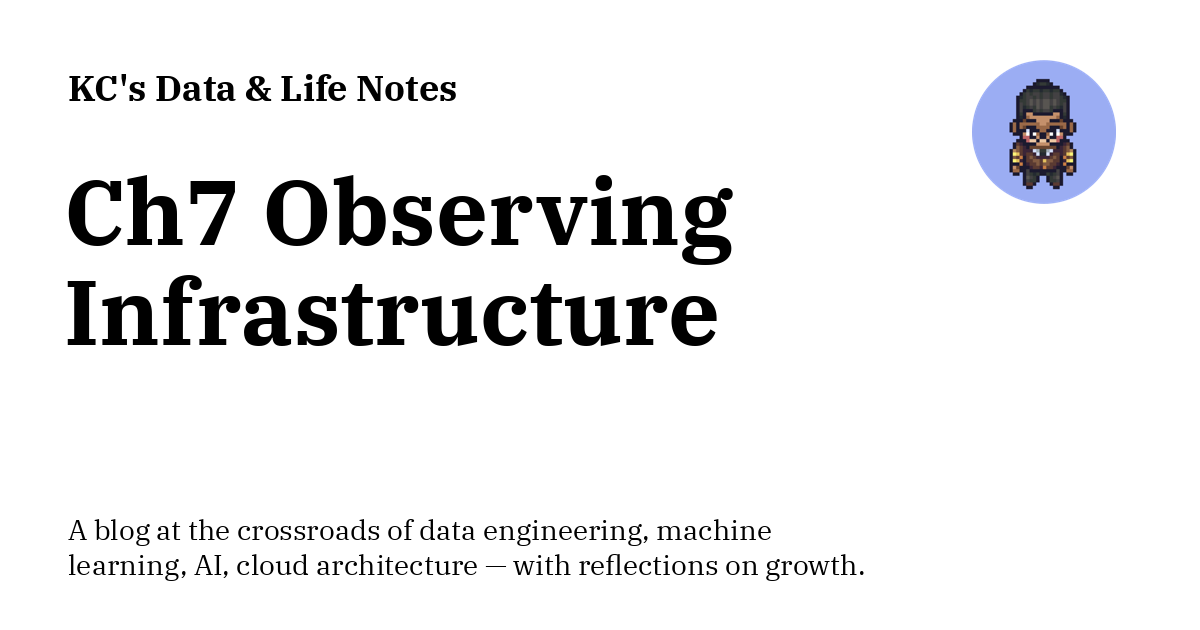 KC's Data & Life Notes
Ch7 Observing
Infrastructure
A blog at the crossroads of data engineering, machine
learning, AI, cloud architecture — with reflections on growth.